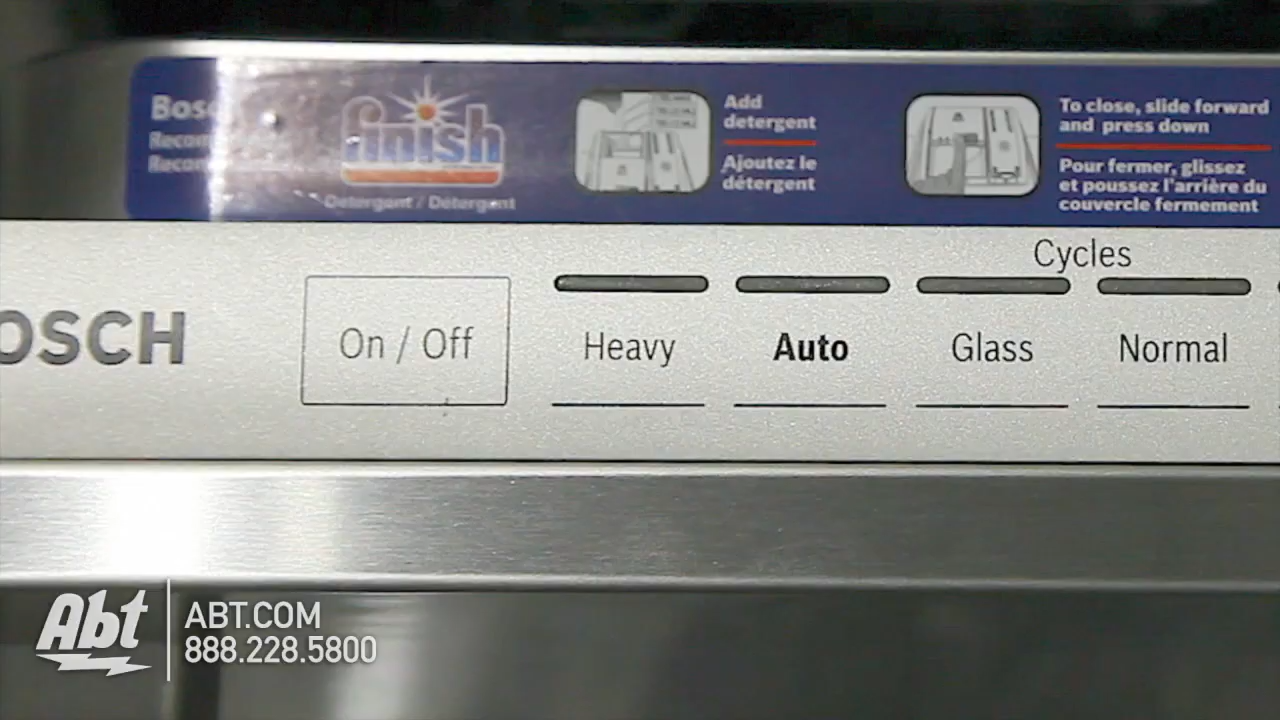 finish
Detergent / Détergent
Add
detergent
Ajoutez le
détergent
To close, slide forward
and press down
Pour fermer, glissez
et poussez l'arrière du
couvercle fermement
Cycles
OSCH
On / Off
Heavy
Auto
Glass
Normal
Abt
ABT.COM
888.228.5800